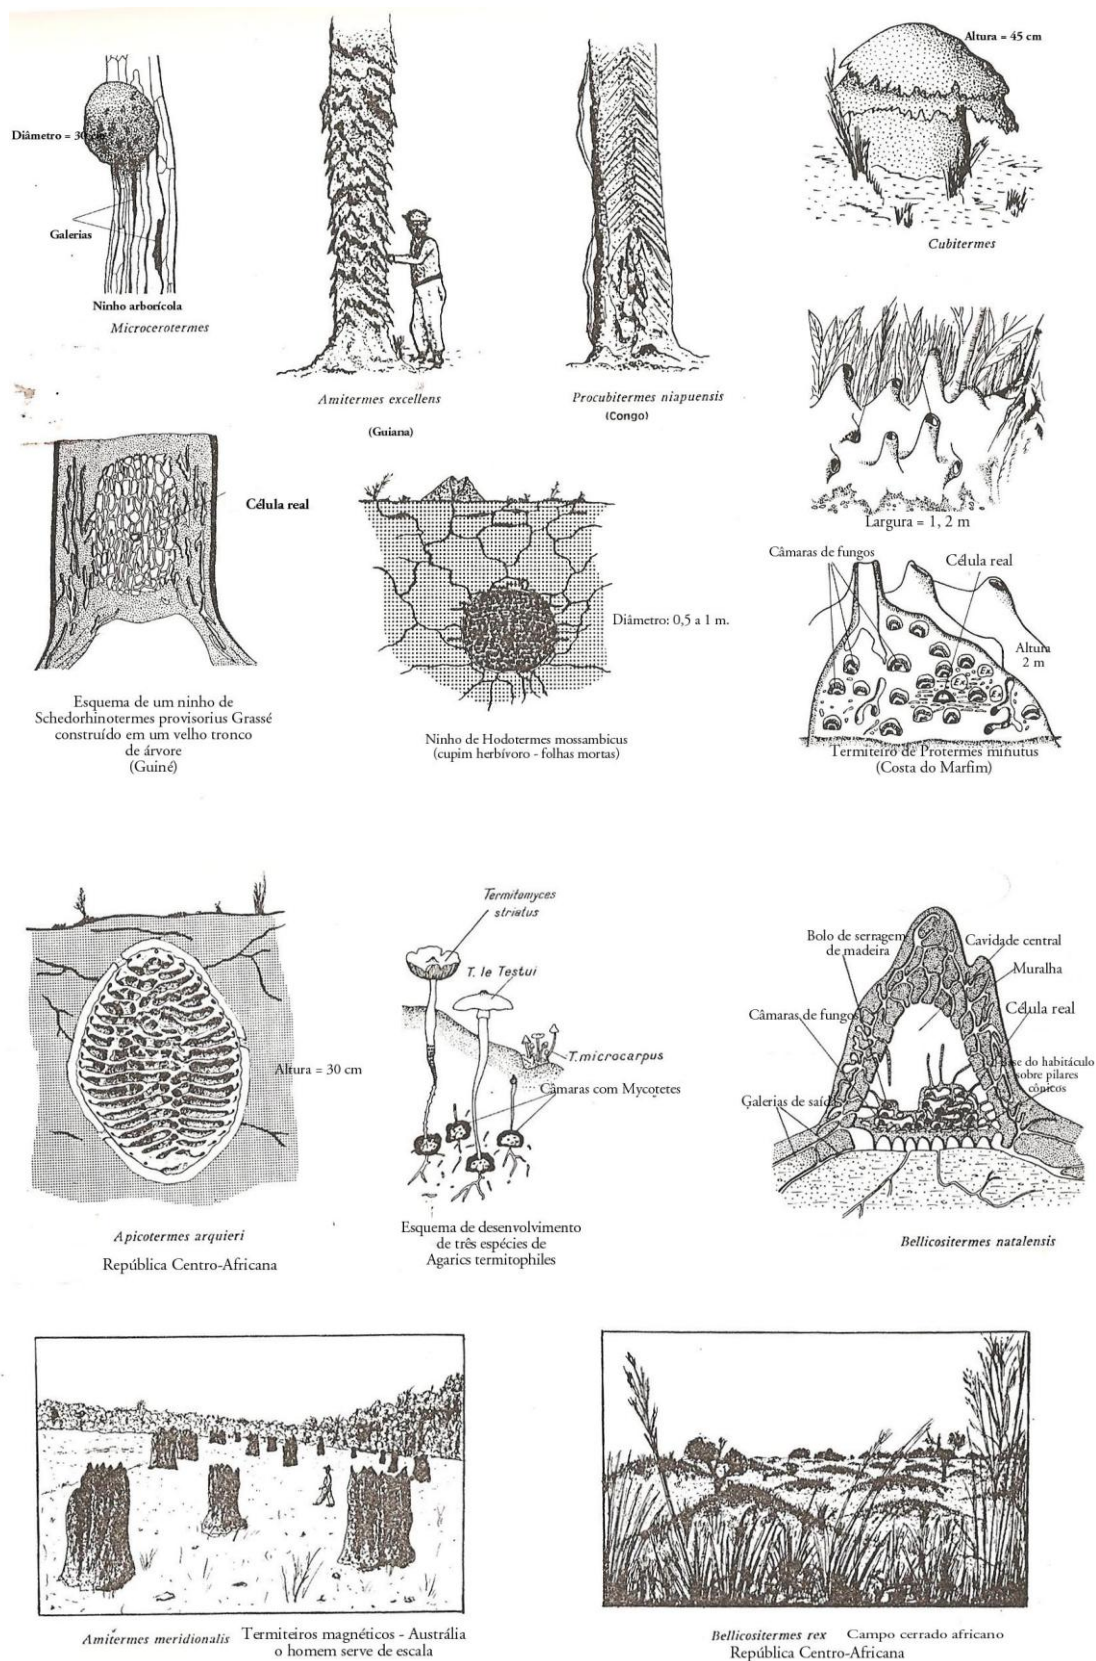 Altura = 45 cm
Diâmetro = 30 cm
Galerias
Ninho arborícola
Microcerotermes
Amitermes excellens
(Guiana)
Procubitermes niapuensis
(Congo)
Cubitermes
Célula real
Largura = 1, 2 m
Câmaras de fungos
Célula real
Ex.
Ex.
Altura
2 m
Diâmetro: 0,5 a 1 m.
Esquema de um ninho de
Schedorhinotermes provisorius Grassé
construído em um velho tronco
de árvore
(Guiné)
Ninho de Hodotermes mossambicus
(cupim herbívoro - folhas mortas)
Termiteiro de Protermes minutus
(Costa do Marfim)
Altura = 30 cm
Apicotermes arquieri
República Centro-Africana
Termitomyces
striatus
T. le Testui
T. microcarpus
Câmaras com Mycotetes
Esquema de desenvolvimento
de três espécies de
Agarics termitophiles
Bolo de serragem
de madeira
Cavidade central
Muralha
Câmaras de fungos
Célula real
base do habitáculo
sobre pilares
cônicos
Galerias de saída
Bellicositermes natalensis
Amitermes meridionalis Termiteiros magnéticos - Austrália
o homem serve de escala
Bellicositermes rex Campo cerrado africano
República Centro-Africana